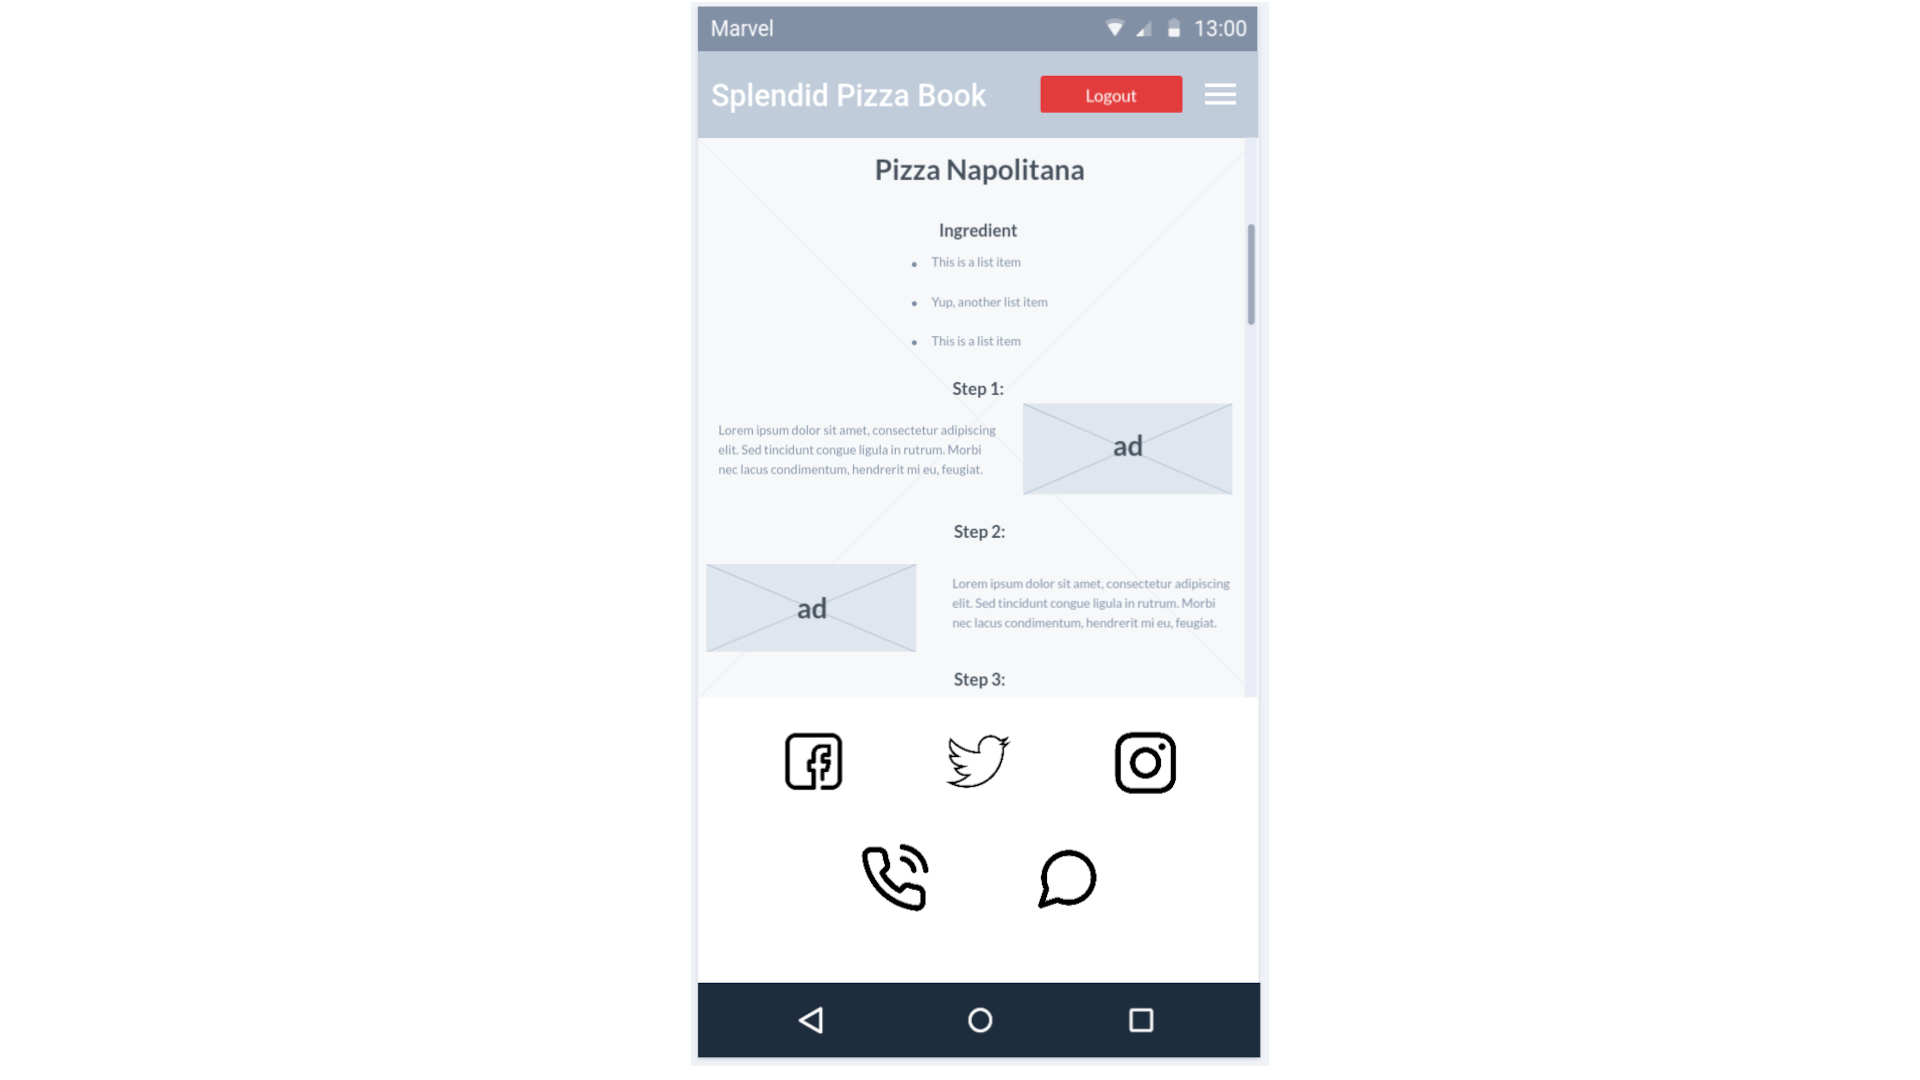 Marvel 13:00
Splendid Pizza Book Logout
Pizza Napolitana
Ingredient
This is a list item
Yup, another list item
This is a list item
Step 1:
Lorem ipsum dolor sit amet, consectetur adipiscing
elit. Sed tincidunt congue ligula in rutrum. Morbi
nec lacus condimentum, hendrerit mi eu, feugiat.
ad
Step 2:
ad
Lorem ipsum dolor sit amet, consectetur adipiscing
elit. Sed tincidunt congue ligula in rutrum. Morbi
nec lacus condimentum, hendrerit mi eu, feugiat.
Step 3: